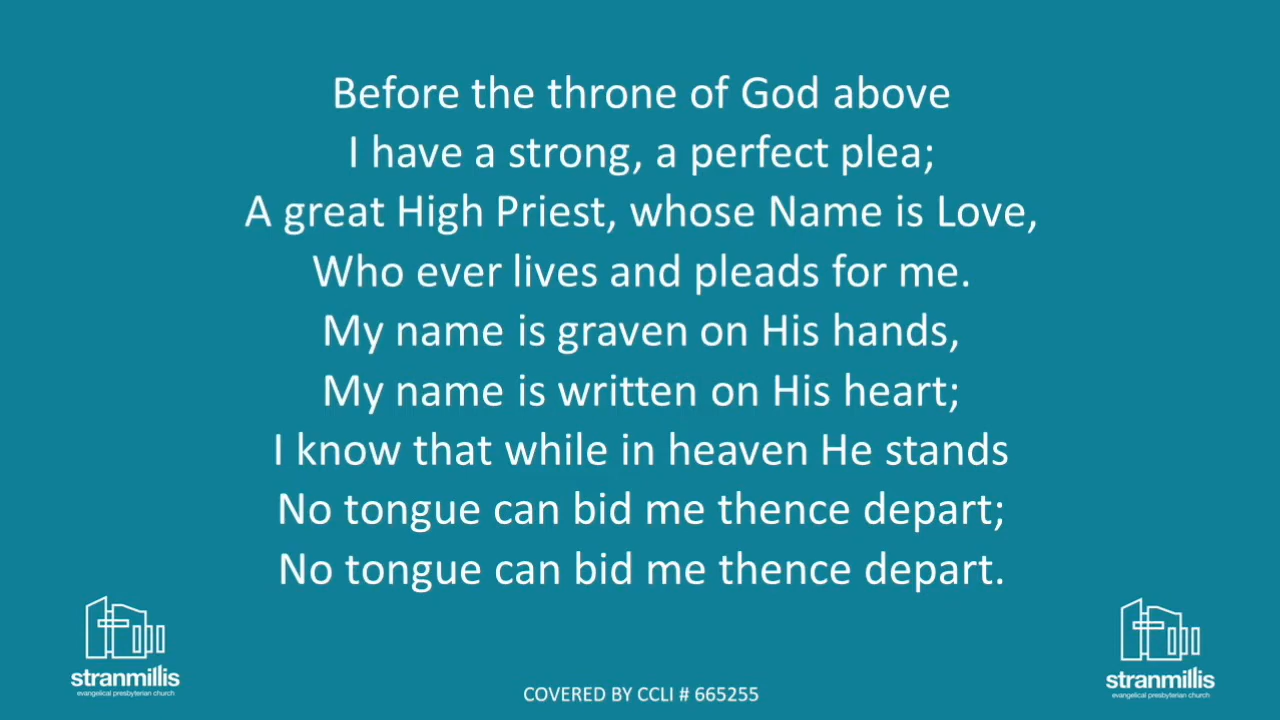 Before the throne of God above
I have a strong, a perfect plea;
A great High Priest, whose Name is Love,
Who ever lives and pleads for me.
My name is graven on His hands,
My name is written on His heart;
I know that while in heaven He stands
No tongue can bid me thence depart;
No tongue can bid me thence depart.
stranmillis
evangelical presbyterian church
COVERED BY CCLI # 665255
stranmillis
evangelical presbyterian church